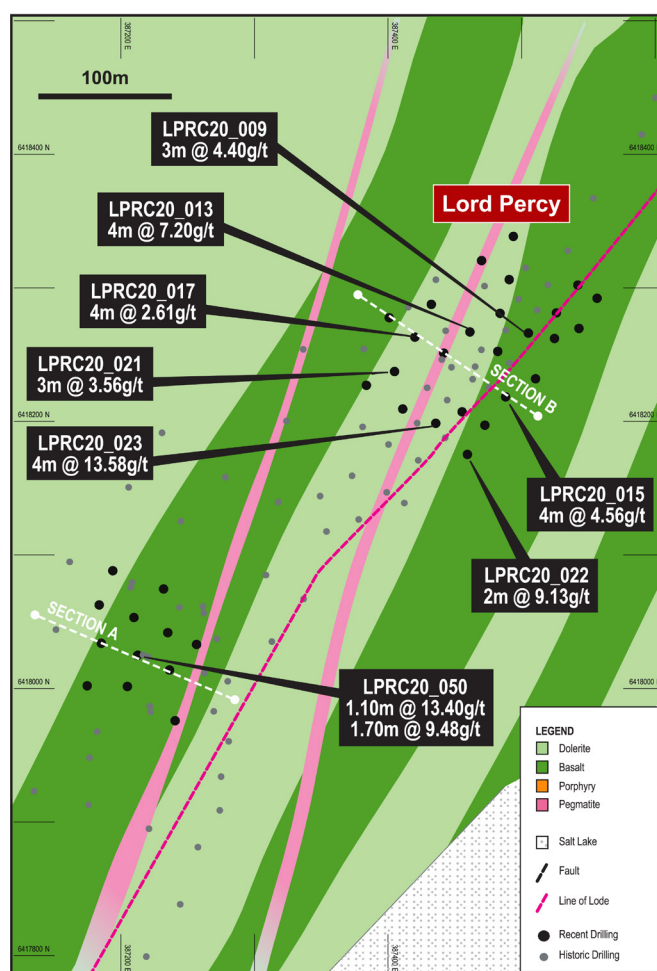 387200 E
387400 E
100m
LPRC20_009
3m @ 4.40g/t
6418400 N
6418400 N
Lord Percy
LPRC20_013
4m @ 7.20g/t
LPRC20_017
4m @ 2.61g/t
LPRC20_021
3m @ 3.56g/t
SECTION B
6418200 N
6418200 N
LPRC20_023
4m @ 13.58g/t
LPRC20_015
4m @ 4.56g/t
LPRC20_022
2m @ 9.13g/t
SECTION A
LPRC20_050
1.10m @ 13.40g/t
1.70m @ 9.48g/t
6418000 N
6418000 N
LEGEND
Dolerite
Basalt
Porphyry
Pegmatite
Salt Lake
Fault
Line of Lode
Recent Drilling
Historic Drilling
6417800 N
387200 E
387400 E